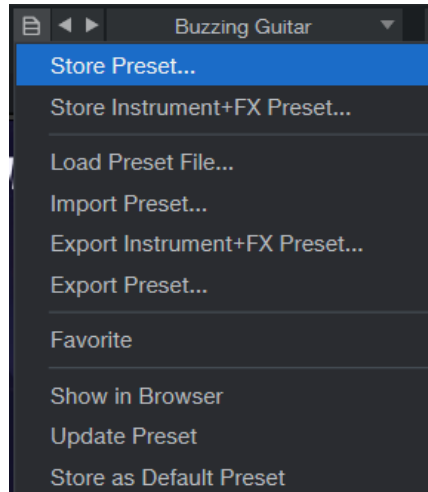 Buzzing Guitar
Store Preset...
Store Instrument+FX Preset...
Load Preset File...
Import Preset...
Export Instrument+FX Preset...
Export Preset...
Favorite
Show in Browser
Update Preset
Store as Default Preset